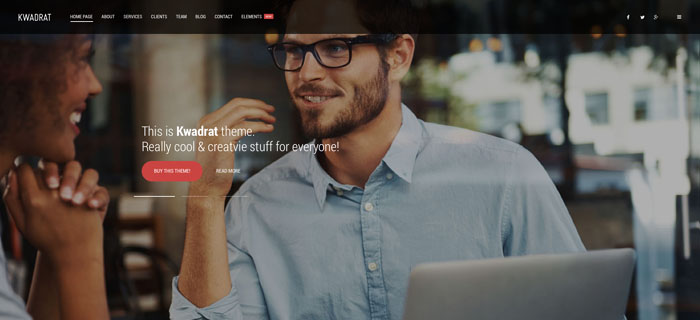 KWADRAT
HOME PAGE ABOUT SERVICES CLIENTS TEAM BLOG CONTACT ELEMENTS
This is Kwadrat theme.
Really cool & creatvie stuff for everyone!
BUY THIS THEME! READ MORE